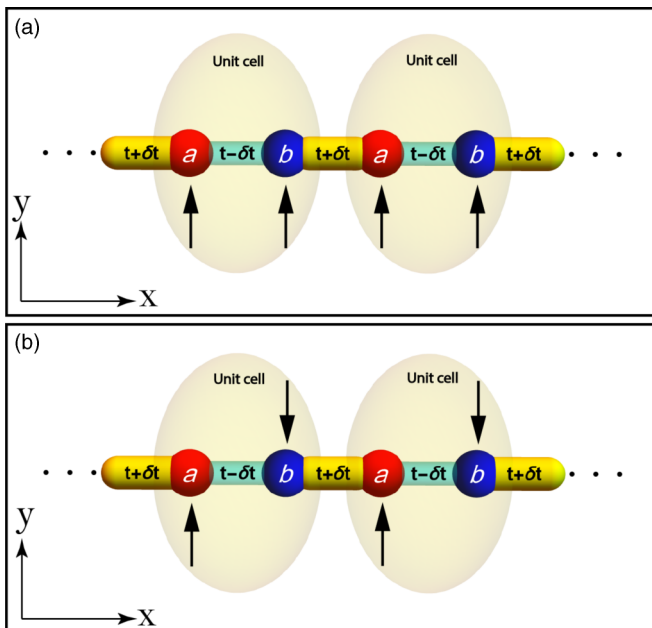 (a)
Unit cell Unit cell
· · · t+δt a t−δt b t+δt a t−δt b t+δt · · ·
y
x
(b)
Unit cell Unit cell
· · · t+δt a t−δt b t+δt a t−δt b t+δt · · ·
y
x